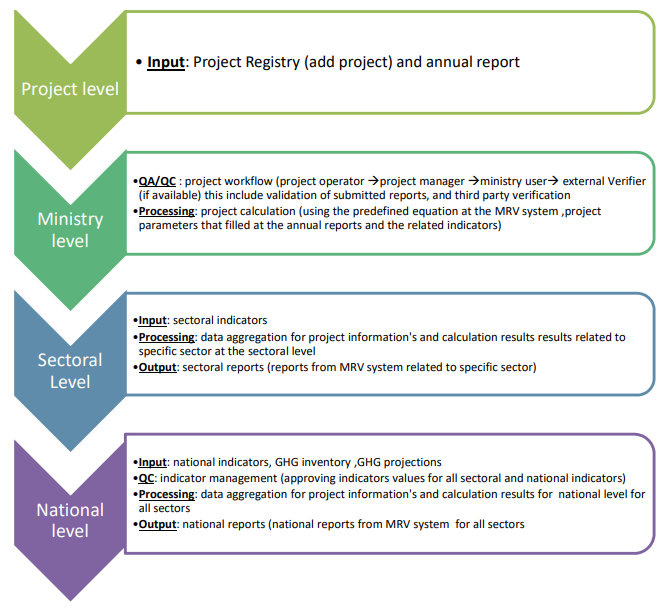 Project level
• Input: Project Registry (add project) and annual report
Ministry
level
•QA/QC : project workflow (project operator →project manager →ministry user→ external Verifier
(if available) this include validation of submitted reports, and third party verification
•Processing: project calculation (using the predefined equation at the MRV system ,project
parameters that filled at the annual reports and the related indicators)
Sectoral
Level
•Input: sectoral indicators
•Processing: data aggregation for project information's and calculation results results related to
specific sector at the sectoral level
•Output: sectoral reports (reports from MRV system related to specific sector)
National
level
•Input: national indicators, GHG inventory ,GHG projections
•QC: indicator management (approving indicators values for all sectoral and national indicators)
•Processing: data aggregation for project information's and calculation results for  national level for
all sectors
•Output: national reports (national reports from MRV system  for all sectors